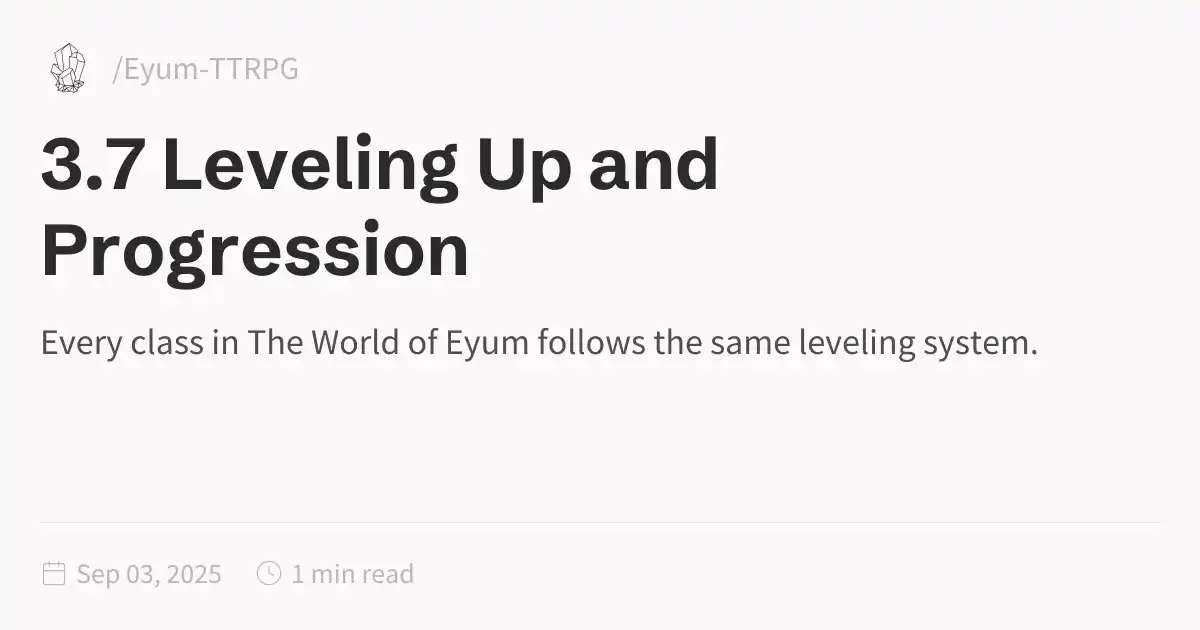 /Eyum-TTRPG
3.7 Leveling Up and
Progression
Every class in The World of Eyum follows the same leveling system.
Sep 03, 2025 1 min read